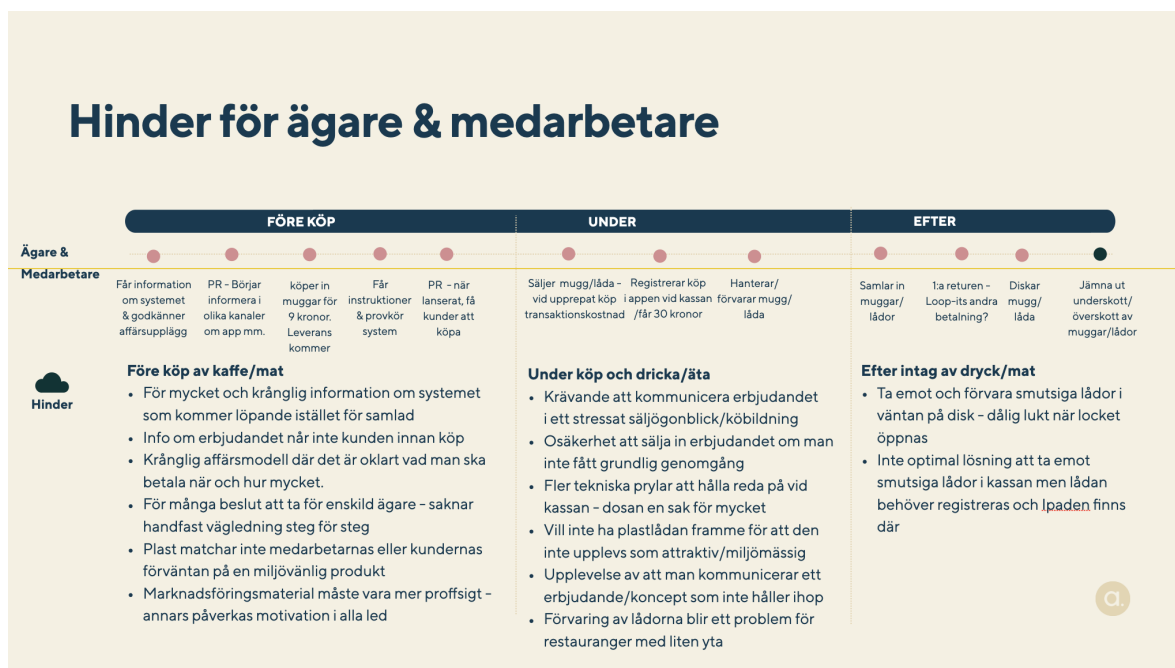 Hinder för ägare & medarbetare
FÖRE KÖP
UNDER
EFTER
Ägare &
Medarbetare
Får information
om systemet
& godkänner
affärsupplägg
PR - Börjar
informera i
olika kanaler
om app mm.
köper in
muggar för
9 kronor.
Leverans
kommer
Får
instruktioner
& provkör
system
PR - när
lanserat, få
kunder att
köpa
Säljer mugg/låda -
vid upprepat köp
transaktionskostnad
Registrerar köp
i appen vid kassan
/får 30 kronor
Hanterar/
förvarar mugg/
låda
Samlar in
muggar/
lådor
1:a returen -
Loop-its andra
betalning?
Diskar
mugg/
låda
Jämna ut
underskott/
överskott av
muggar/lådor
Hinder
Före köp av kaffe/mat
• För mycket och krånglig information om systemet
som kommer löpande istället för samlad
• Info om erbjudandet når inte kunden innan köp
• Krånglig affärsmodell där det är oklart vad man ska
betala när och hur mycket.
• För många beslut att ta för enskild ägare - saknar
handfast vägledning steg för steg
• Plast matchar inte medarbetarnas eller kundernas
förväntan på en miljövänlig produkt
• Marknadsföringsmaterial måste vara mer proffsigt -
annars påverkas motivation i alla led
Under köp och dricka/äta
• Krävande att kommunicera erbjudandet
i ett stressat säljögonblick/köbildning
• Osäkerhet att sälja in erbjudandet om man
inte fått grundlig genomgång
• Fler tekniska prylar att hålla reda på vid
kassan - dosan en sak för mycket
• Vill inte ha plastlådan framme för att den
inte upplevs som attraktiv/miljömässig
• Upplevelse av att man kommunicerar ett
erbjudande/koncept som inte håller ihop
• Förvaring av lådorna blir ett problem för
restauranger med liten yta
Efter intag av dryck/mat
• Ta emot och förvara smutsiga lådor i
väntan på disk - dålig lukt när locket
öppnas
• Inte optimal lösning att ta emot
smutsiga lådor i kassan men lådan
behöver registreras och Ipaden finns
där
a.